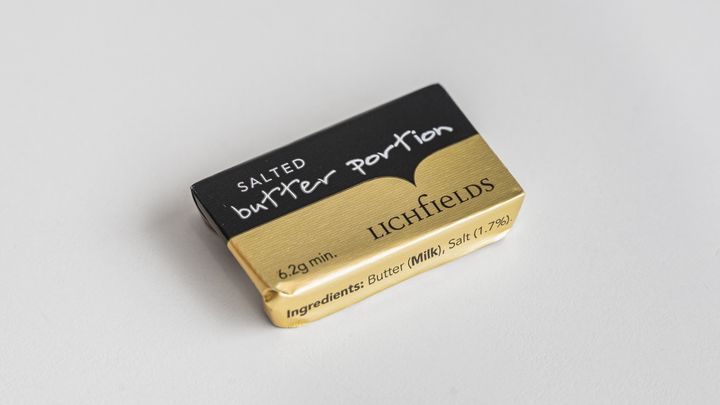 SALTED
butter portion
LICHfieLDS
6.2g min.
Ingredients: Butter (Milk), Salt (1.7%).